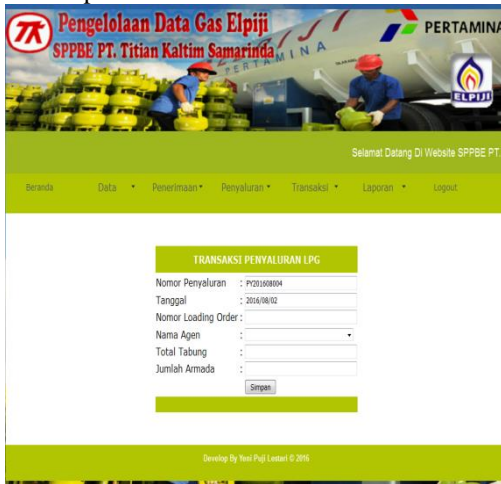 Pengelolaan Data Gas Elpiji
SPPBE PT. Titian Kaltim Samarinda
PERTAMINA
PERTAMINA
ELPIJI
Selamat Datang Di Website SPPBE PT.
Beranda Data Penerimaan Penyaluran Transaksi Laporan Logout
TRANSAKSI PENYALURAN LPG
Nomor Penyaluran : PY201608004
Tanggal : 2016/08/02
Nomor Loading Order :
Nama Agen :
Total Tabung :
Jumlah Armada :
Simpan
Develop By Yeni Puji Lestari © 2016